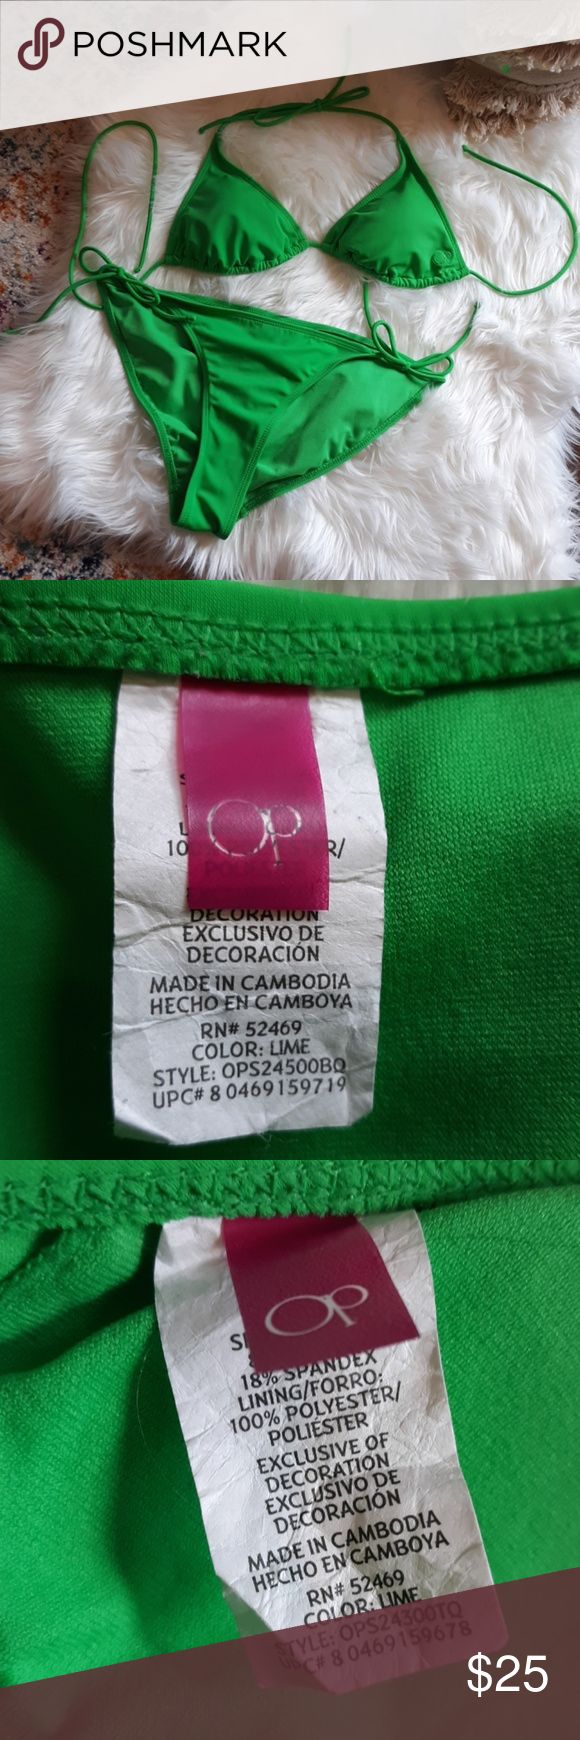 POSHMARK
Op
10
R/
DECORATION
EXCLUSIVO DE
DECORACIÓN
MADE IN CAMBODIA
HECHO EN CAMBOYA
RN# 52469
COLOR: LIME
STYLE: OPS24500BQ
UPC# 8 0469159719
Op
18% SPANDEX
LINING/FORRO:
100% POLYESTER/
POLIÉSTER
EXCLUSIVE OF
DECORATION
EXCLUSIVO DE
DECORACIÓN
MADE IN CAMBODIA
HECHO EN CAMBOYA
RN# 52469
COLOR: LIME
STYLE: OPS24300TQ
UPC# 8 0469159678
$25